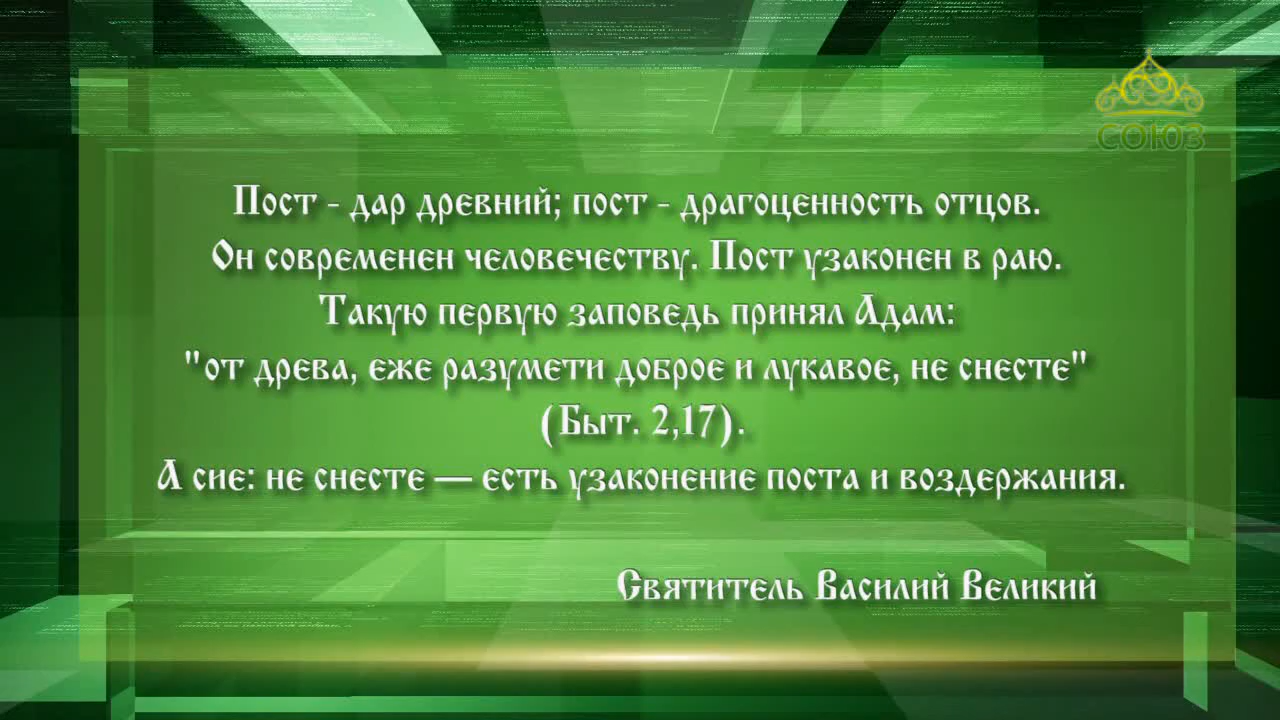 СОЮЗ
Пост - дар древний; пост - драгоценность отцов.
Он современен человечеству. Пост узаконен в раю.
Такую первую заповедь принял Адам:
"от древа, еже разумети доброе и лукавое, не снесте"
(Быт. 2,17).
А сие: не снесте — есть узаконение поста и воздержания.
Святитель Василий Великий